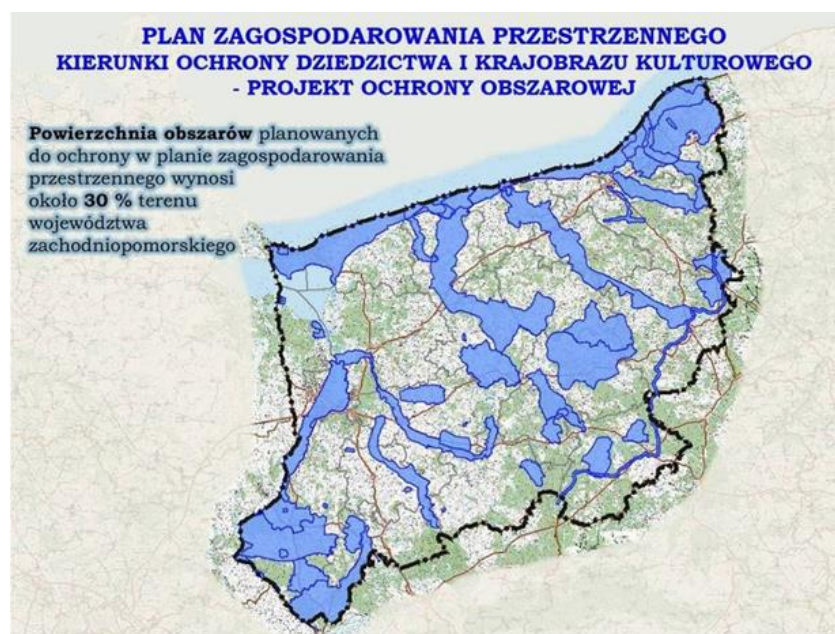 PLAN ZAGOSPODAROWANIA PRZESTRZENNEGO
KIERUNKI OCHRONY DZIEDZICTWA I KRAJOBRAZU KULTUROWEGO
- PROJEKT OCHRONY OBSZAROWEJ
Powierzchnia obszarów planowanych
do ochrony w planie zagospodarowania
przestrzennego wynosi
około 30 % terenu
województwa
zachodniopomorskiego